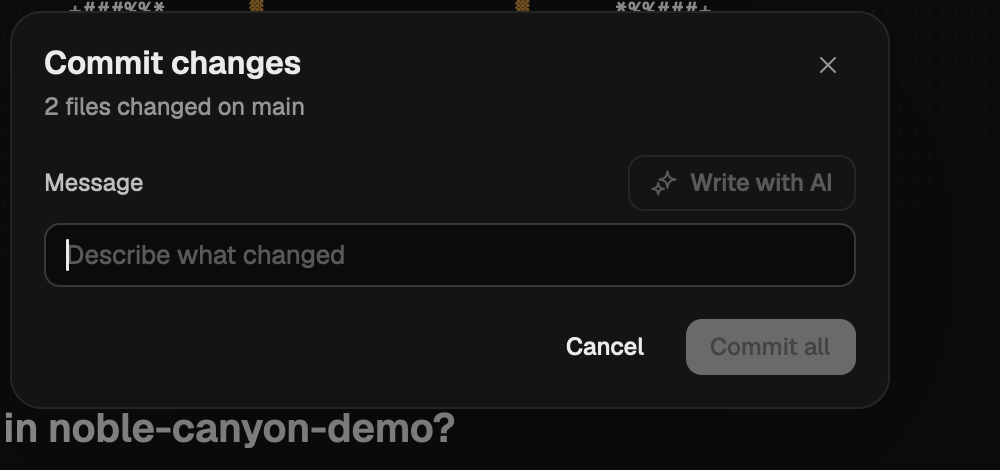 +###%%*
*%%###+
Commit changes
2 files changed on main
Message
Write with AI
Describe what changed
Cancel
Commit all
in noble-canyon-demo?